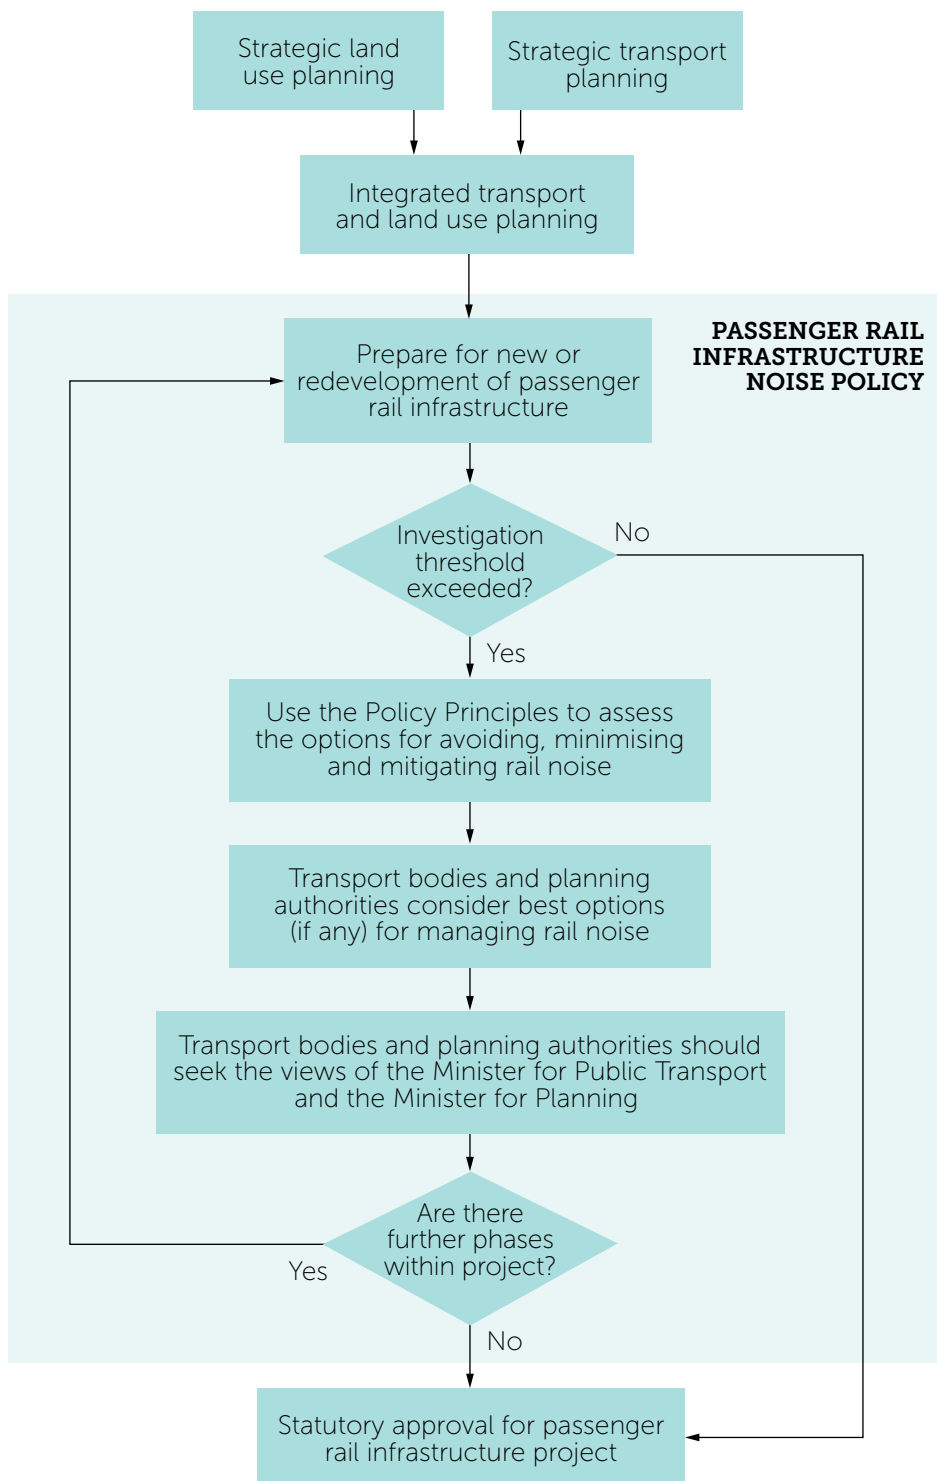 Strategic land
use planning
Strategic transport
planning
Integrated transport
and land use planning
PASSENGER RAIL
INFRASTRUCTURE
NOISE POLICY
Prepare for new or
redevelopment of passenger
rail infrastructure
Investigation
threshold
exceeded?
No
Yes
Use the Policy Principles to assess
the options for avoiding, minimising
and mitigating rail noise
Transport bodies and planning
authorities consider best options
(if any) for managing rail noise
Transport bodies and planning authorities should
seek the views of the Minister for Public Transport
and the Minister for Planning
Are there
further phases
within project?
Yes
No
Statutory approval for passenger
rail infrastructure project